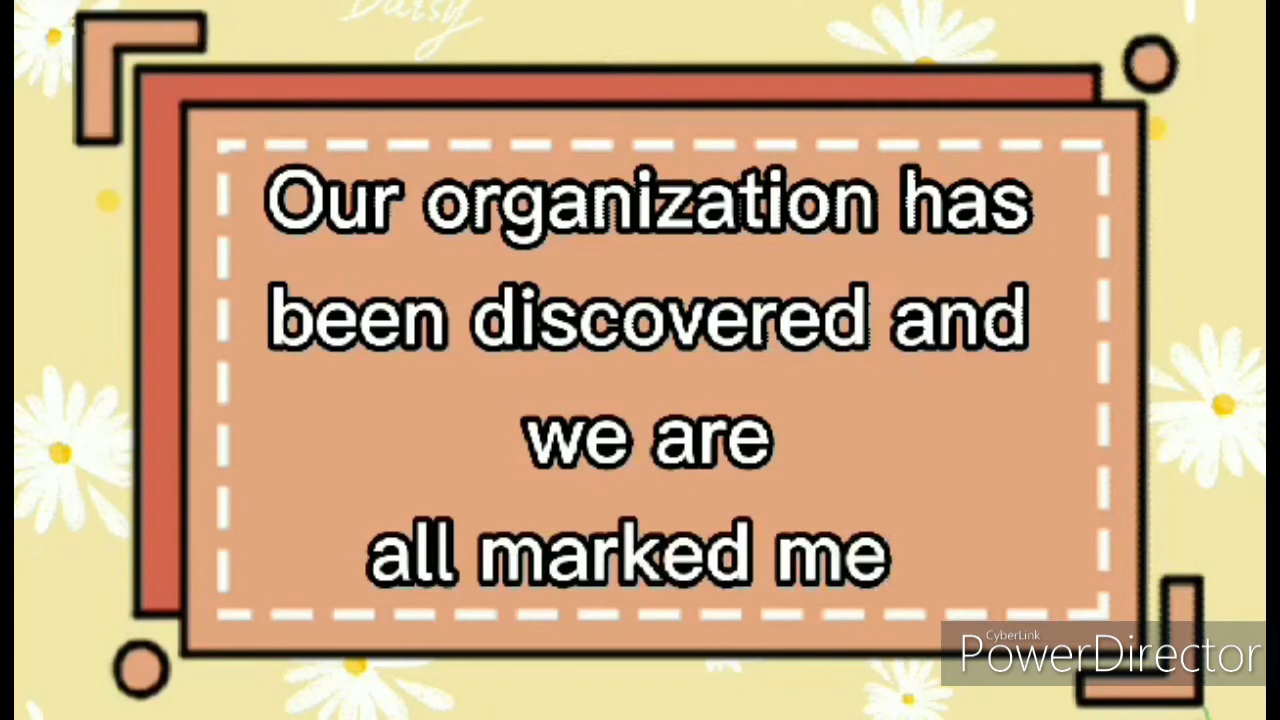 Daisy
Our organization has
been discovered and
we are
all marked me
CyberLink
PowerDirector